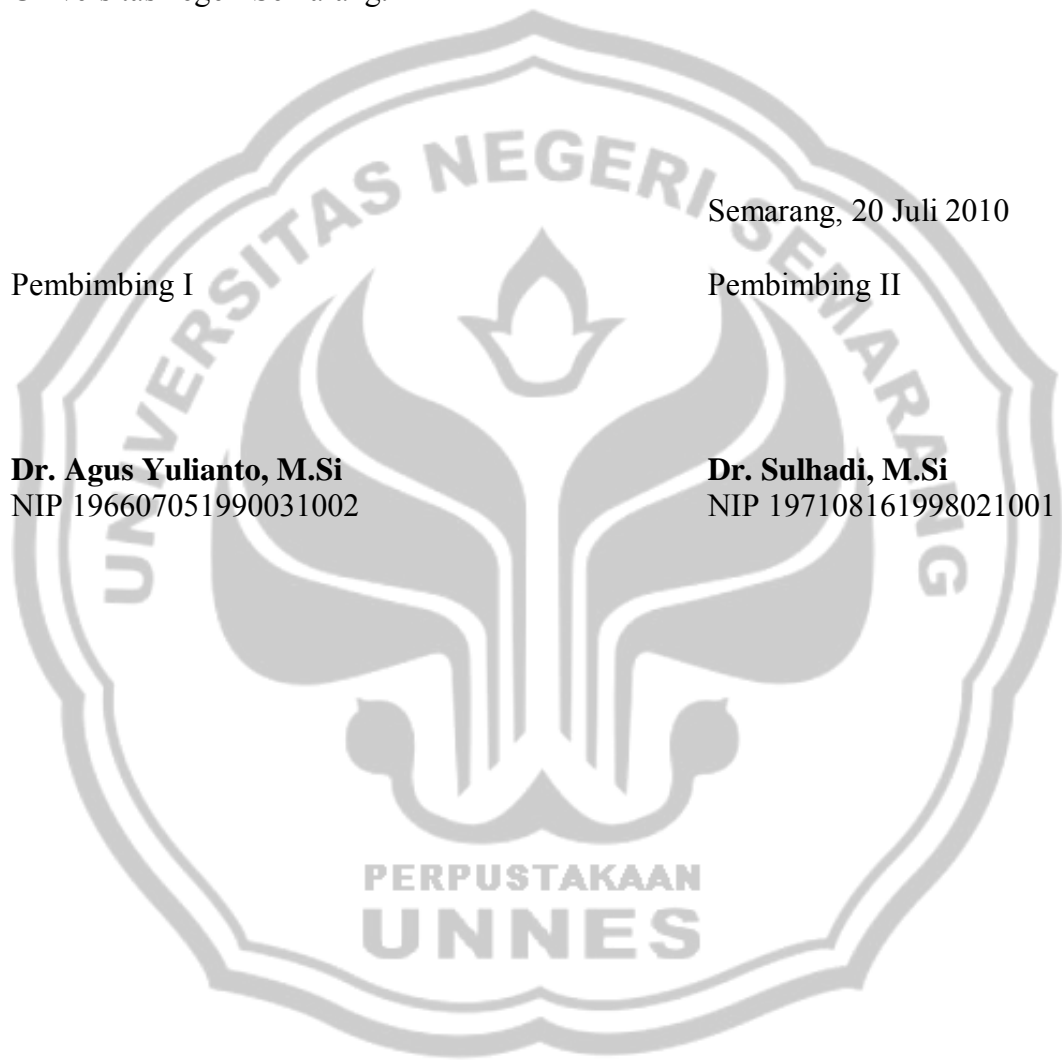 Semarang, 20 Juli 2010
Pembimbing I Pembimbing II
Dr. Agus Yulianto, M.Si Dr. Sulhadi, M.Si
NIP 196607051990031002 NIP 197108161998021001
UNIVERSITAS NEGERI SEMARANG
PERPUSTAKAAN
UNNES